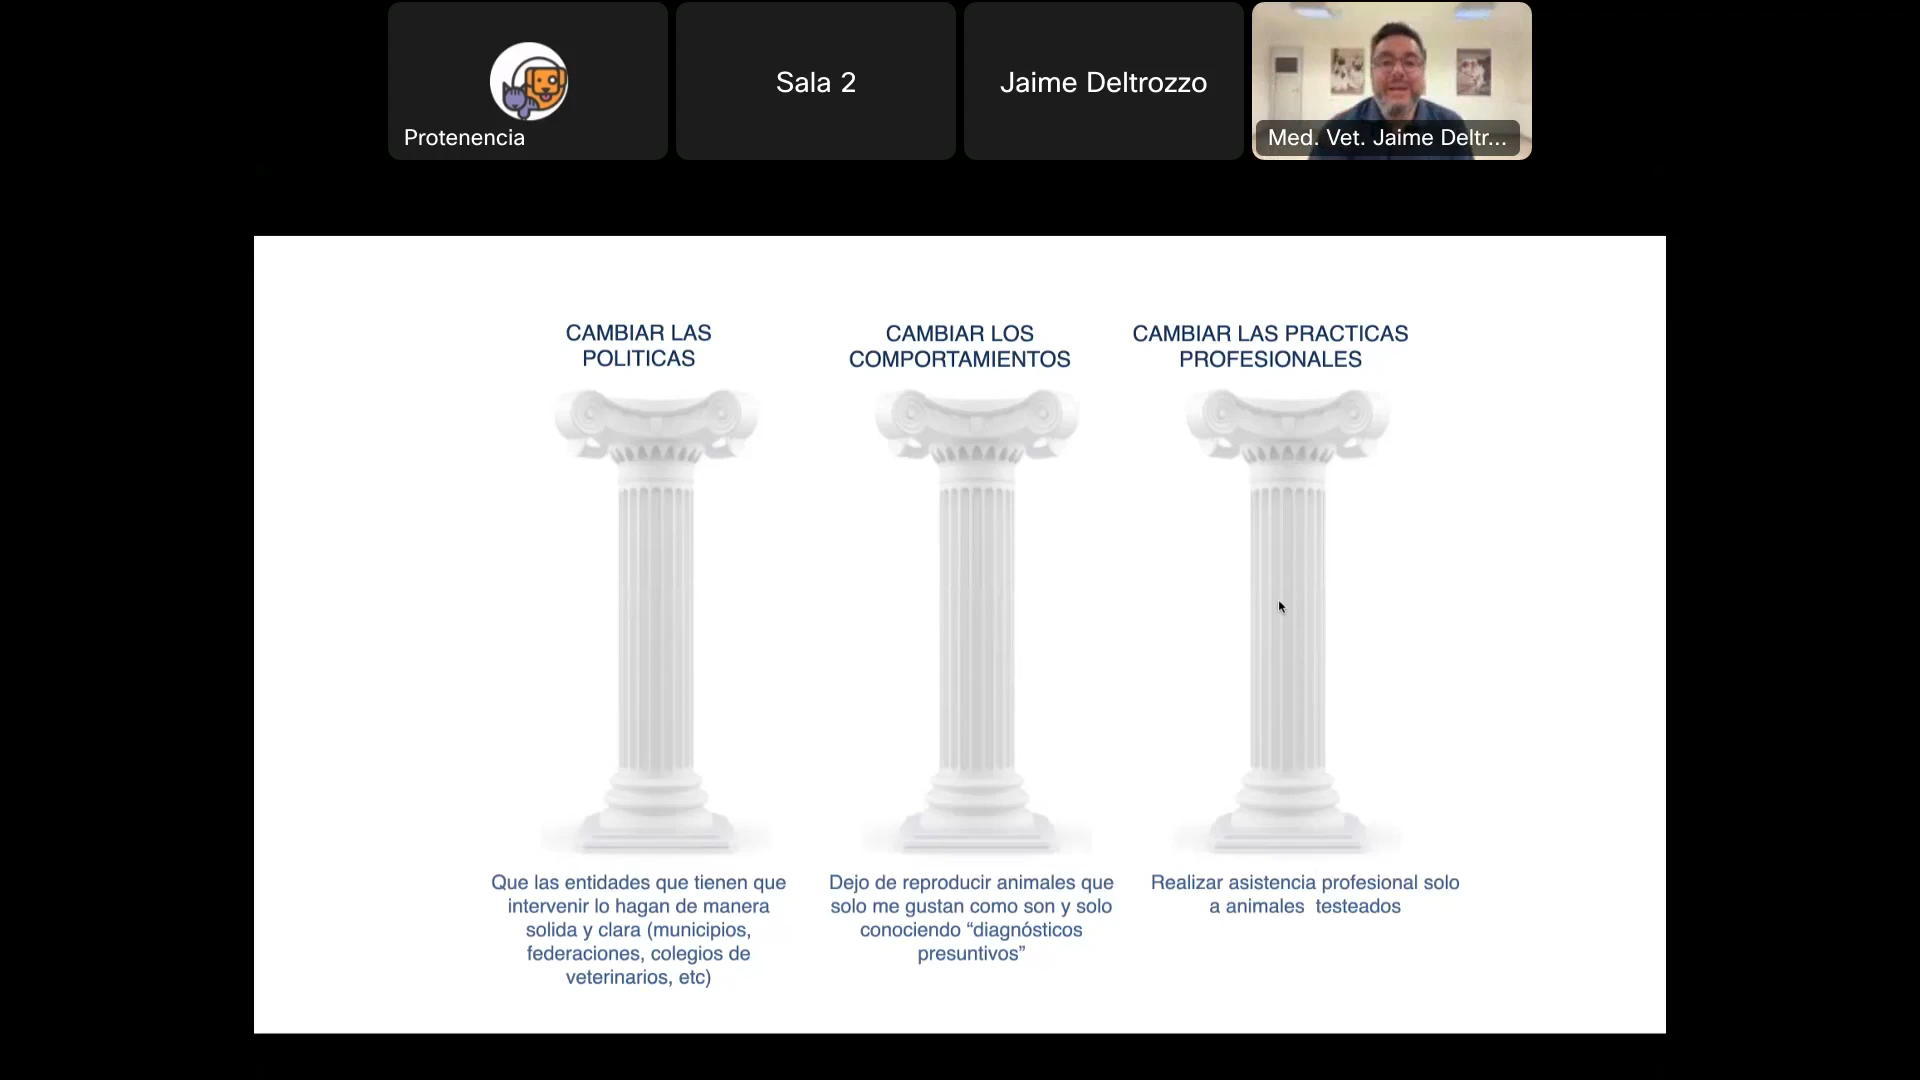 Protenencia
Sala 2
Jaime Deltrozzo
Med. Vet. Jaime Deltr...
CAMBIAR LAS
POLITICAS
CAMBIAR LOS
COMPORTAMIENTOS
CAMBIAR LAS PRACTICAS
PROFESIONALES
Que las entidades que tienen que
intervenir lo hagan de manera
solida y clara (municipios,
federaciones, colegios de
veterinarios, etc)
Dejo de reproducir animales que
solo me gustan como son y solo
conociendo “diagnósticos
presuntivos”
Realizar asistencia profesional solo
a animales  testeados